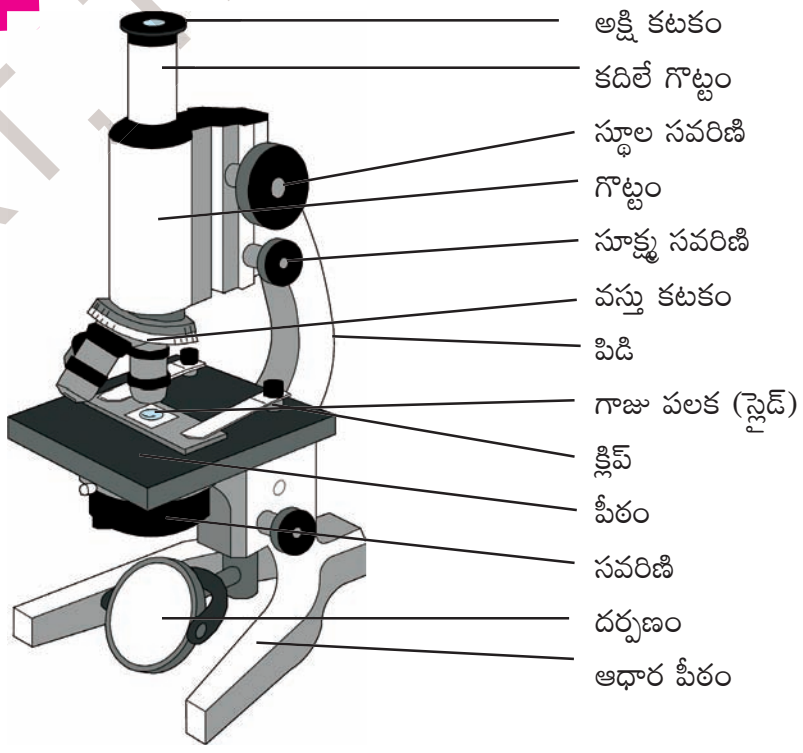 అక్షి కటకం
కదిలే గొట్టం
స్థూల సవరిణి
గొట్టం
సూక్ష్మ సవరిణి
వస్తు కటకం
పిడి
గాజు పలక (స్లైడ్)
క్లిప్
పీఠం
సవరిణి
దర్పణం
ఆధార పీఠం